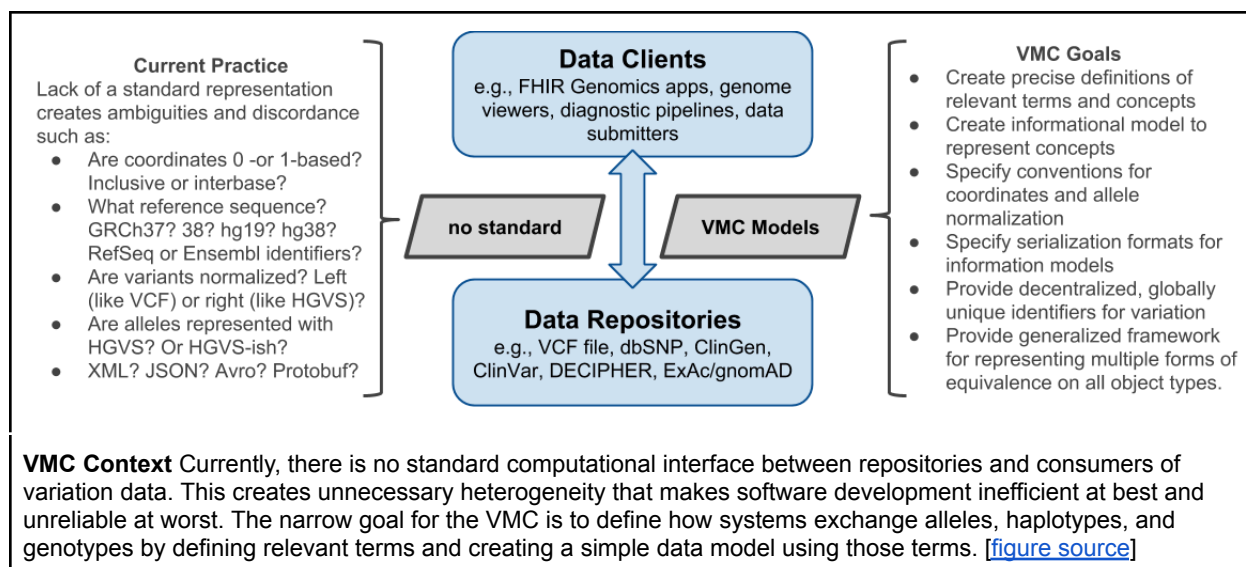 Current Practice
Lack of a standard representation
creates ambiguities and discordance
such as:
● Are coordinates 0 -or 1-based?
Inclusive or interbase?
● What reference sequence?
GRCh37? 38? hg19? hg38?
RefSeq or Ensembl identifiers?
● Are variants normalized? Left
(like VCF) or right (like HGVS)?
● Are alleles represented with
HGVS? Or HGVS-ish?
● XML? JSON? Avro? Protobuf?
Data Clients
e.g., FHIR Genomics apps, genome
viewers, diagnostic pipelines, data
submitters
no standard
VMC Models
Data Repositories
e.g., VCF file, dbSNP, ClinGen,
ClinVar, DECIPHER, ExAc/gnomAD
VMC Goals
● Create precise definitions of
relevant terms and concepts
● Create informational model to
represent concepts
● Specify conventions for
coordinates and allele
normalization
● Specify serialization formats for
information models
● Provide decentralized, globally
unique identifiers for variation
● Provide generalized framework
for representing multiple forms of
equivalence on all object types.
VMC Context Currently, there is no standard computational interface between repositories and consumers of
variation data. This creates unnecessary heterogeneity that makes software development inefficient at best and
unreliable at worst. The narrow goal for the VMC is to define how systems exchange alleles, haplotypes, and
genotypes by defining relevant terms and creating a simple data model using those terms. [figure source]